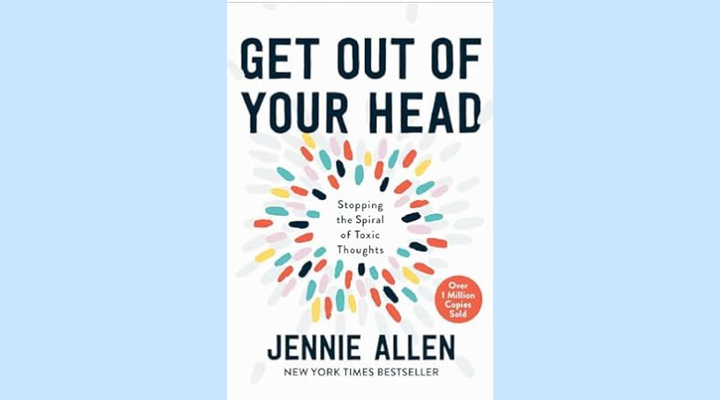 GET OUT OF
YOUR HEAD
Stopping
the Spiral
of Toxic
Thoughts
Over
1 Million
Copies
Sold
JENNIE ALLEN
NEW YORK TIMES BESTSELLER